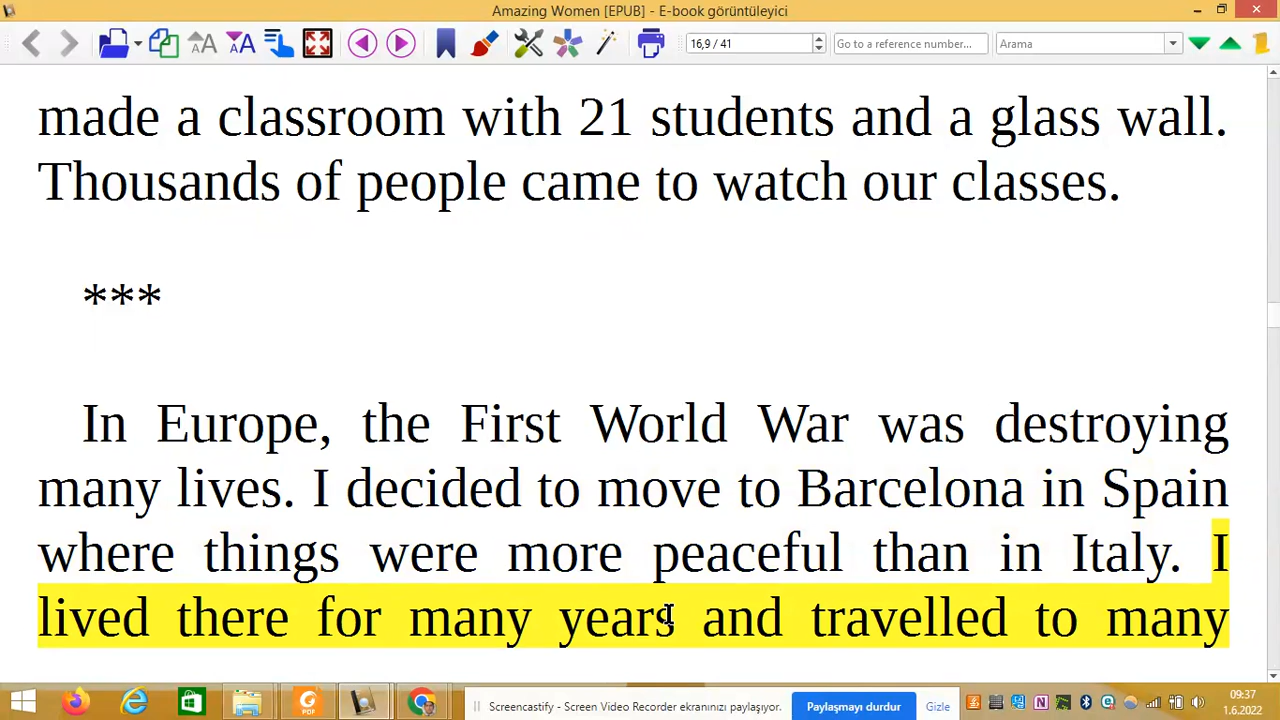 Amazing Women [EPUB] - E-book görüntüleyici
16,9 / 41
Go to a reference number...
Arama
made a classroom with 21 students and a glass wall.
Thousands of people came to watch our classes.
***
In Europe, the First World War was destroying
many lives. I decided to move to Barcelona in Spain
where things were more peaceful than in Italy. I
lived there for many years and travelled to many
Screencastify - Screen Video Recorder ekranınızı paylaşıyor.
Paylaşmayı durdur
Gizle
09:37
1.6.2022